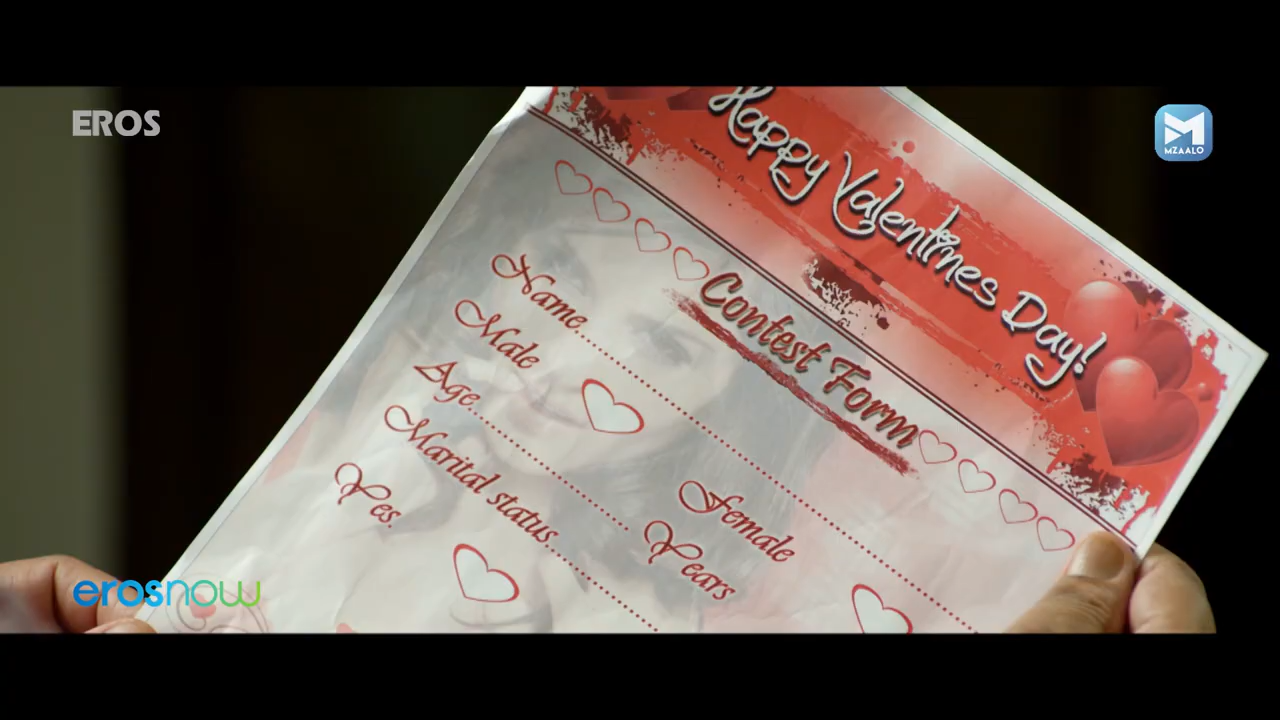 EROS
MZAALO
Happy Valentines Day!
Contest Form
Name..........
Male
Female
Age..........Years
Marital status..........
Yes.
erosnow